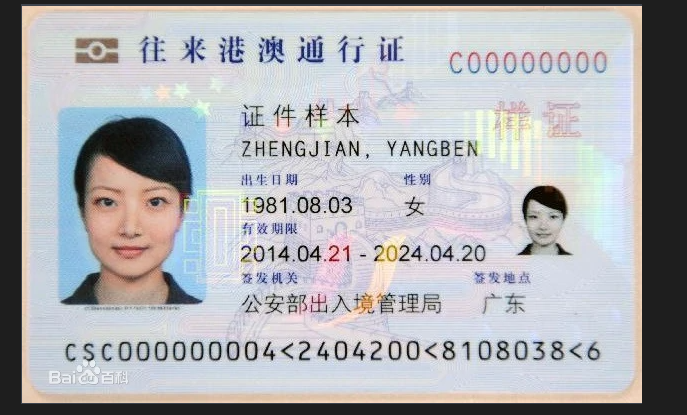 往来港澳通行证
C00000000
样证
证件样本
ZHENGJIAN, YANGBEN
出生日期 性别
1981.08.03 女
有效期限
2014.04.21 - 2024.04.20
签发机关 签发地点
公安部出入境管理局 广东
CSC000000004<2404200<8108038<6
Bai百科